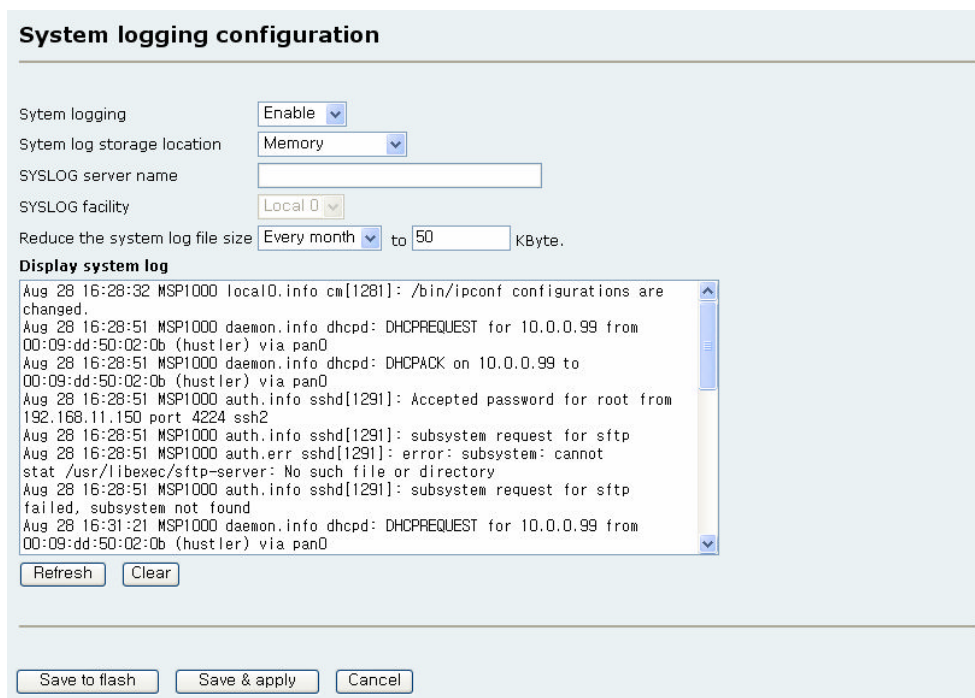 System logging configuration
Sytem logging Enable
Sytem log storage location Memory
SYSLOG server name
SYSLOG facility Local 0
Reduce the system log file size Every month to 50 KByte.
Display system log
Aug 28 16:28:32 MSP1000 local0.info cm[1281]: /bin/ipconf configurations are
changed.
Aug 28 16:28:51 MSP1000 daemon.info dhcpd: DHCPREQUEST for 10.0.0.99 from
00:09:dd:50:02:0b (hustler) via pan0
Aug 28 16:28:51 MSP1000 daemon.info dhcpd: DHCPACK on 10.0.0.99 to
00:09:dd:50:02:0b (hustler) via pan0
Aug 28 16:28:51 MSP1000 auth.info sshd[1291]: Accepted password for root from
192.168.11.150 port 4224 ssh2
Aug 28 16:28:51 MSP1000 auth.info sshd[1291]: subsystem request for sftp
Aug 28 16:28:51 MSP1000 auth.err sshd[1291]: error: subsystem: cannot
stat /usr/libexec/sftp-server: No such file or directory
Aug 28 16:28:51 MSP1000 auth.info sshd[1291]: subsystem request for sftp
failed, subsystem not found
Aug 28 16:31:21 MSP1000 daemon.info dhcpd: DHCPREQUEST for 10.0.0.99 from
00:09:dd:50:02:0b (hustler) via pan0
Refresh Clear
Save to flash Save & apply Cancel